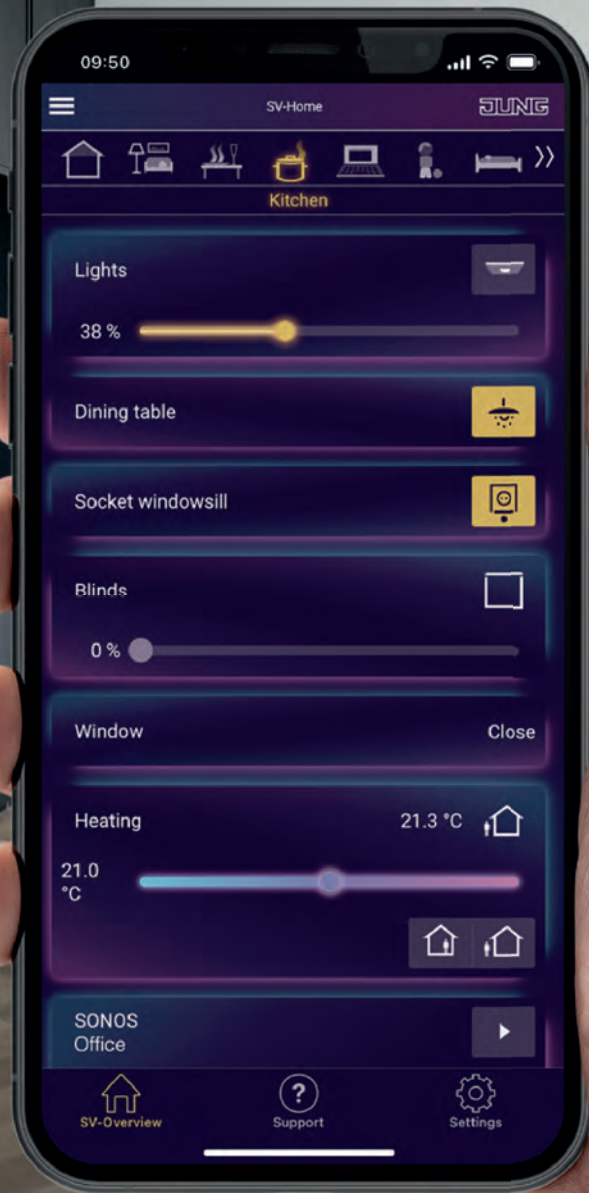 09:50
SV-Home
JUNG
Kitchen
Lights
38 %
Dining table
Socket windowsill
Blinds
0 %
Window Close
Heating 21.3 °C
21.0
°C
SONOS
Office
SV-Overview Support Settings